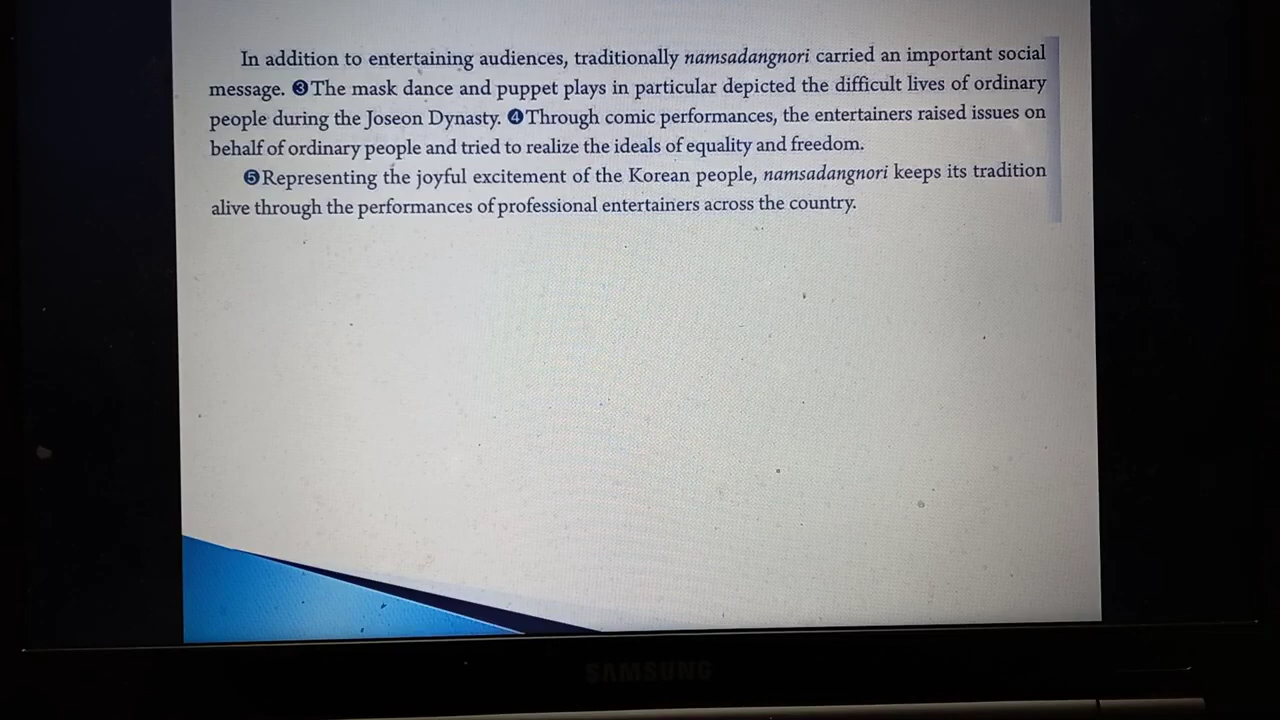 In addition to entertaining audiences, traditionally namsadangnori carried an important social
message. ❸The mask dance and puppet plays in particular depicted the difficult lives of ordinary
people during the Joseon Dynasty. ❹Through comic performances, the entertainers raised issues on
behalf of ordinary people and tried to realize the ideals of equality and freedom.
❺Representing the joyful excitement of the Korean people, namsadangnori keeps its tradition
alive through the performances of professional entertainers across the country.
SAMSUNG